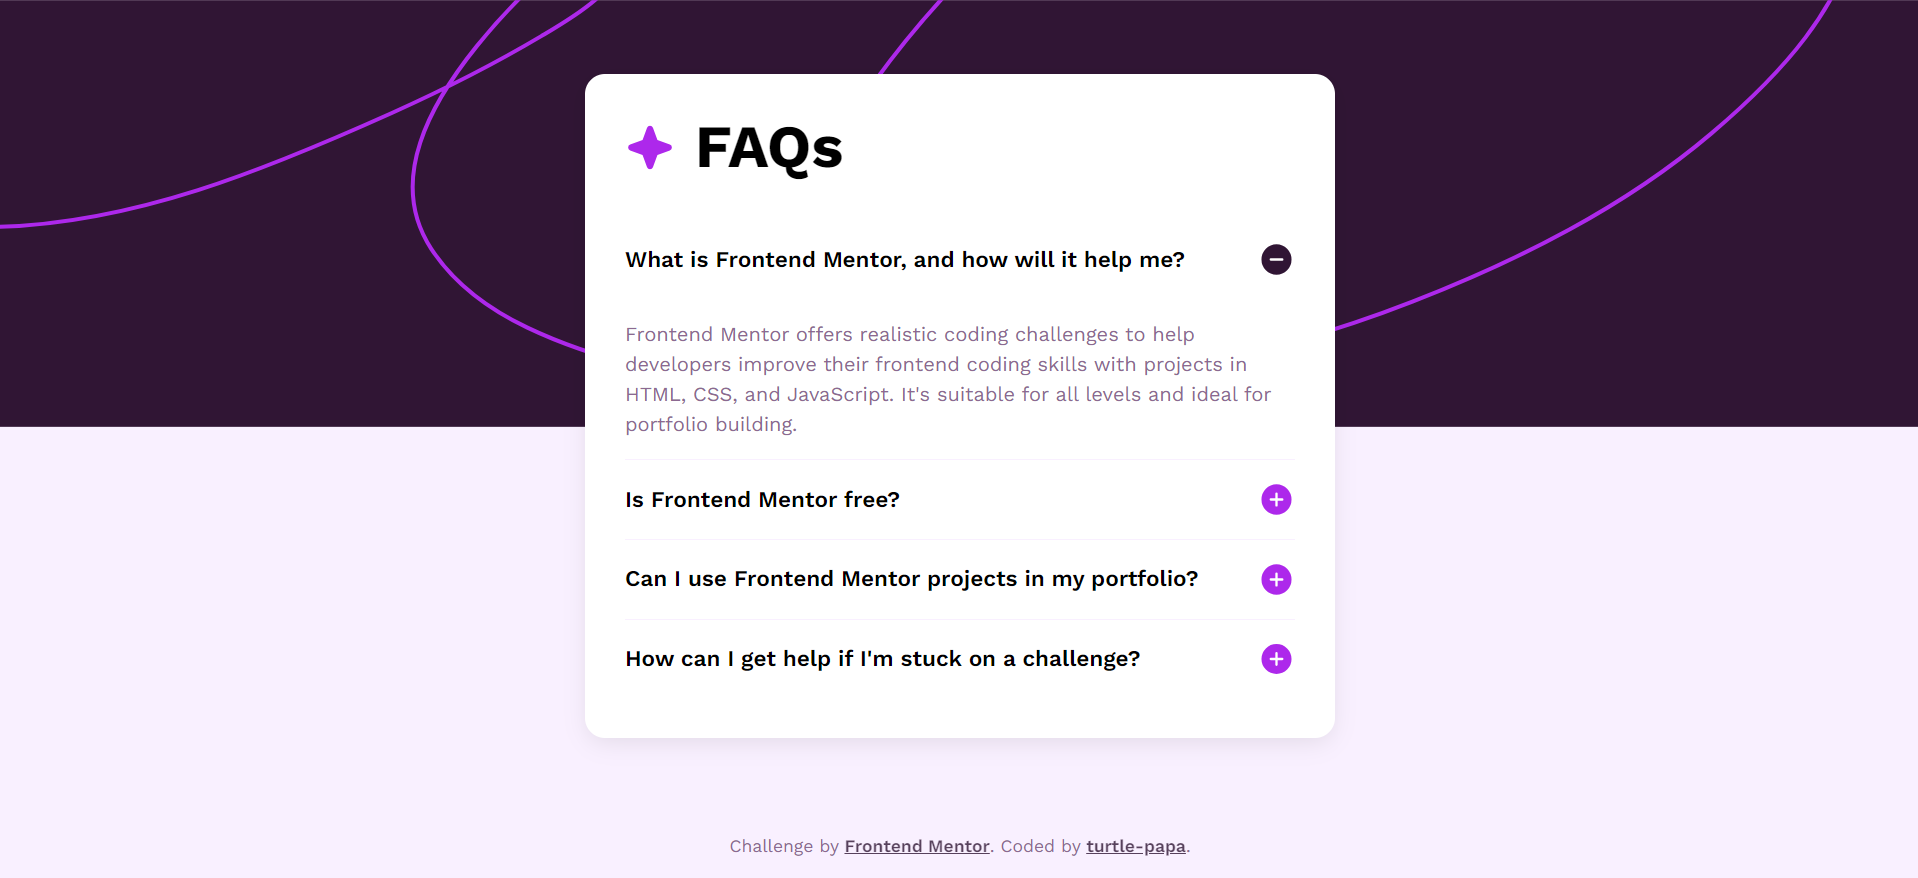 FAQs
What is Frontend Mentor, and how will it help me?
Frontend Mentor offers realistic coding challenges to help
developers improve their frontend coding skills with projects in
HTML, CSS, and JavaScript. It's suitable for all levels and ideal for
portfolio building.
Is Frontend Mentor free?
Can I use Frontend Mentor projects in my portfolio?
How can I get help if I'm stuck on a challenge?
Challenge by Frontend Mentor. Coded by turtle-papa.